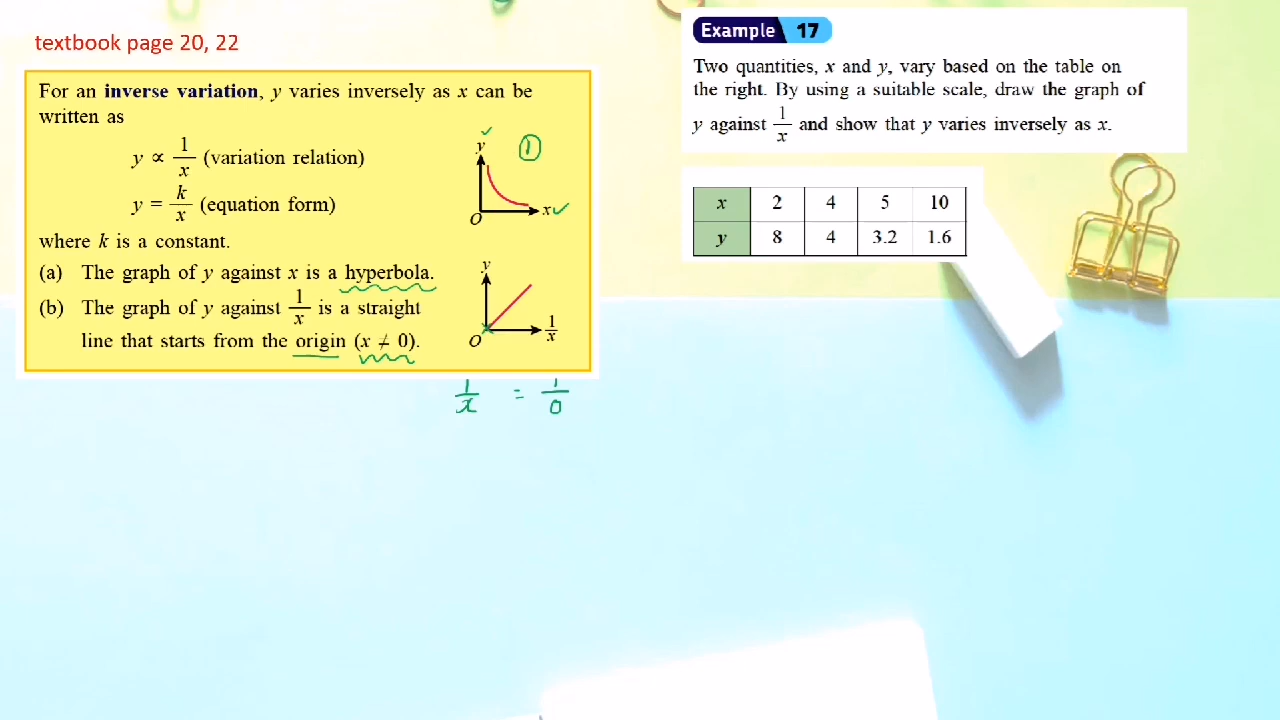 textbook page 20, 22
For an inverse variation, y varies inversely as x can be
written as
y ∝ 1/x (variation relation)
y = k/x (equation form)
where k is a constant.
(a) The graph of y against x is a hyperbola.
(b) The graph of y against 1/x is a straight
line that starts from the origin (x ≠ 0).
y
1
O
x
y
O
1/x
1/x = 1/0
Example 17
Two quantities, x and y, vary based on the table on
the right. By using a suitable scale, draw the graph of
y against 1/x and show that y varies inversely as x.
x 2 4 5 10
y 8 4 3.2 1.6